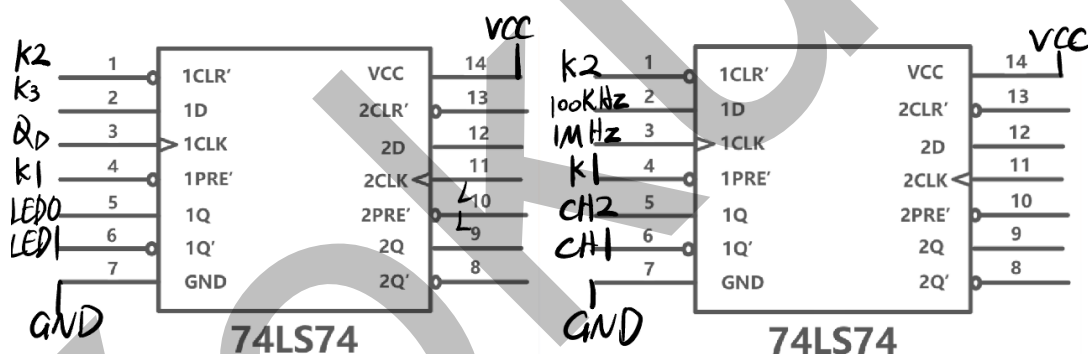 VCC
K2 1 1CLR' VCC 14
K3 2 1D 2CLR' 13
QD 3 1CLK 2D 12
K1 4 1PRE' 2CLK 11
L
LED0 5 1Q 2PRE' 10
L
LED1 6 1Q' 2Q 9
7 GND 2Q' 8
GND
74LS74
VCC
K2 1 1CLR' VCC 14
100KHz 2 1D 2CLR' 13
1MHz 3 1CLK 2D 12
K1 4 1PRE' 2CLK 11
CH2 5 1Q 2PRE' 10
CH1 6 1Q' 2Q 9
7 GND 2Q' 8
GND
74LS74